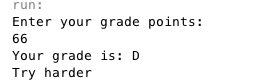 run:
Enter your grade points:
66
Your grade is: D
Try harder